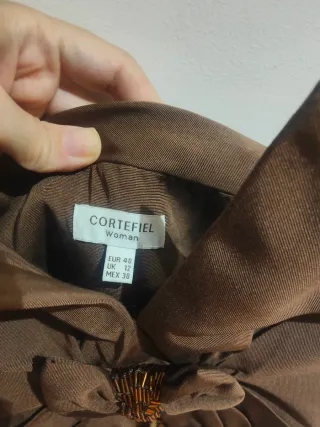 CORTEFIEL
Woman
EUR 40
UK 12
MEX 30